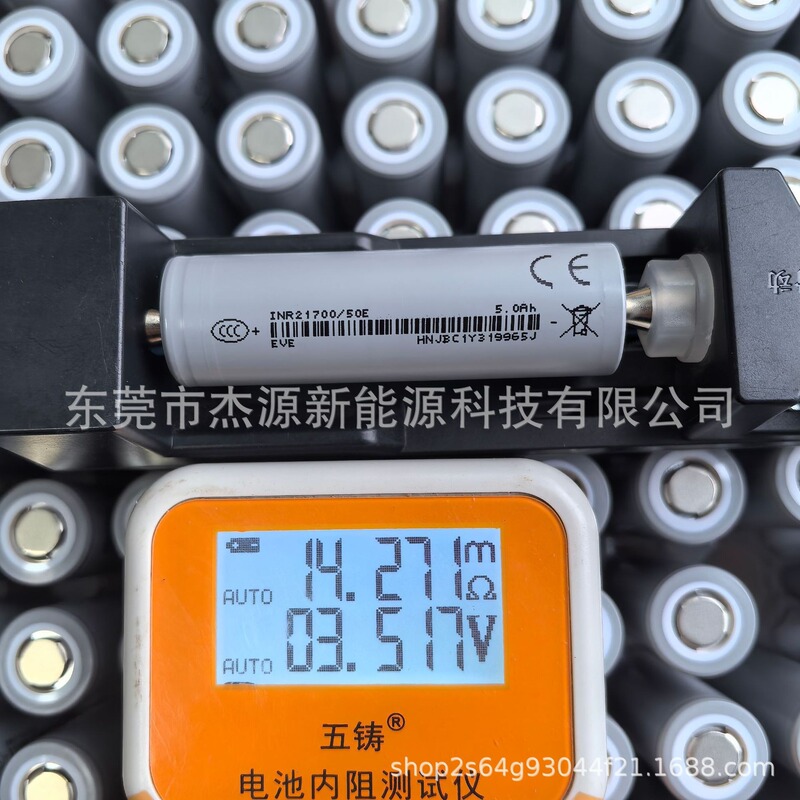 CE
动
INR21700/50E 5.0Ah
CCC + -
EVE HNJBC1Y319965J
东莞市杰源新能源科技有限公司
14.271mΩ
AUTO
03.517V
AUTO
五铸®
电池内阻测试仪
shop2s64g93044f21.1688.com